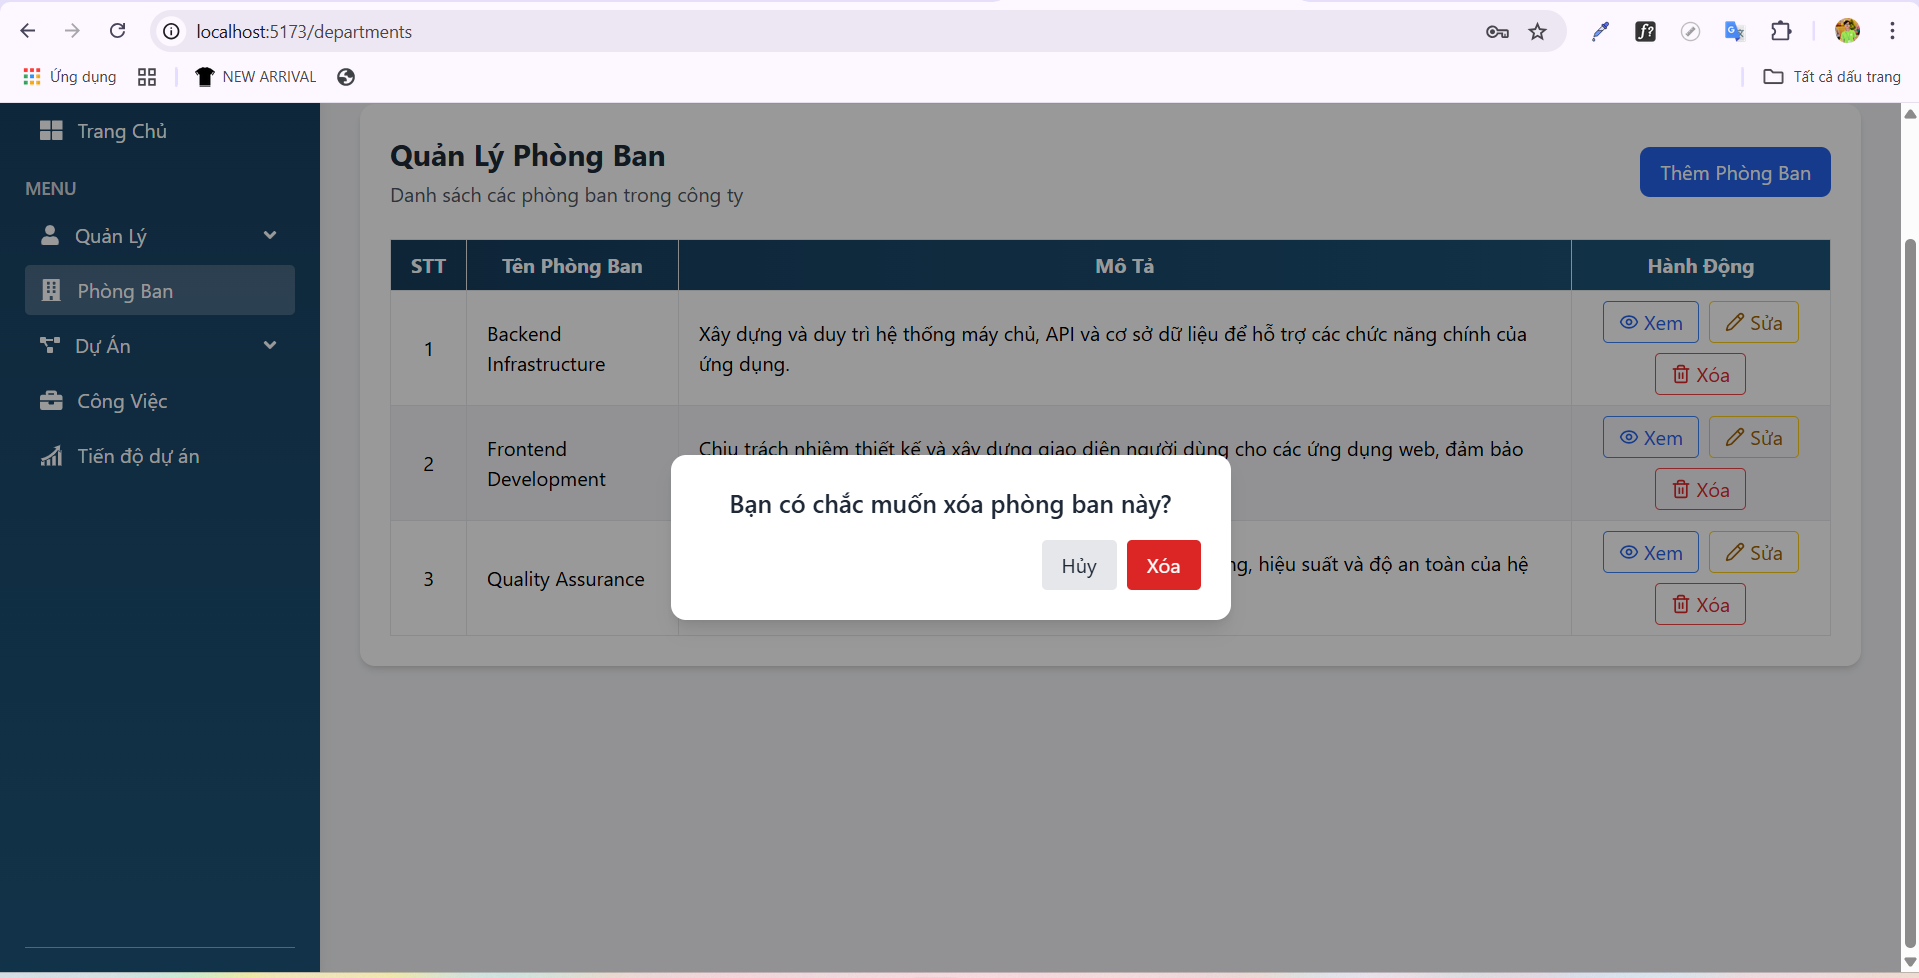 localhost:5173/departments
Ứng dụng
NEW ARRIVAL
Tất cả dấu trang
Trang Chủ
MENU
Quản Lý
Phòng Ban
Dự Án
Công Việc
Tiến độ dự án
Quản Lý Phòng Ban
Danh sách các phòng ban trong công ty
Thêm Phòng Ban
STT Tên Phòng Ban Mô Tả Hành Động
1
Backend
Infrastructure
Xây dựng và duy trì hệ thống máy chủ, API và cơ sở dữ liệu để hỗ trợ các chức năng chính của
ứng dụng.
Xem Sửa
Xóa
2
Frontend
Development
Chịu trách nhiệm thiết kế và xây dựng giao diện người dùng cho các ứng dụng web, đảm bảo
Xem Sửa
Xóa
3
Quality Assurance
hiệu suất và độ an toàn của hệ
Xem Sửa
Xóa
Bạn có chắc muốn xóa phòng ban này?
Hủy Xóa